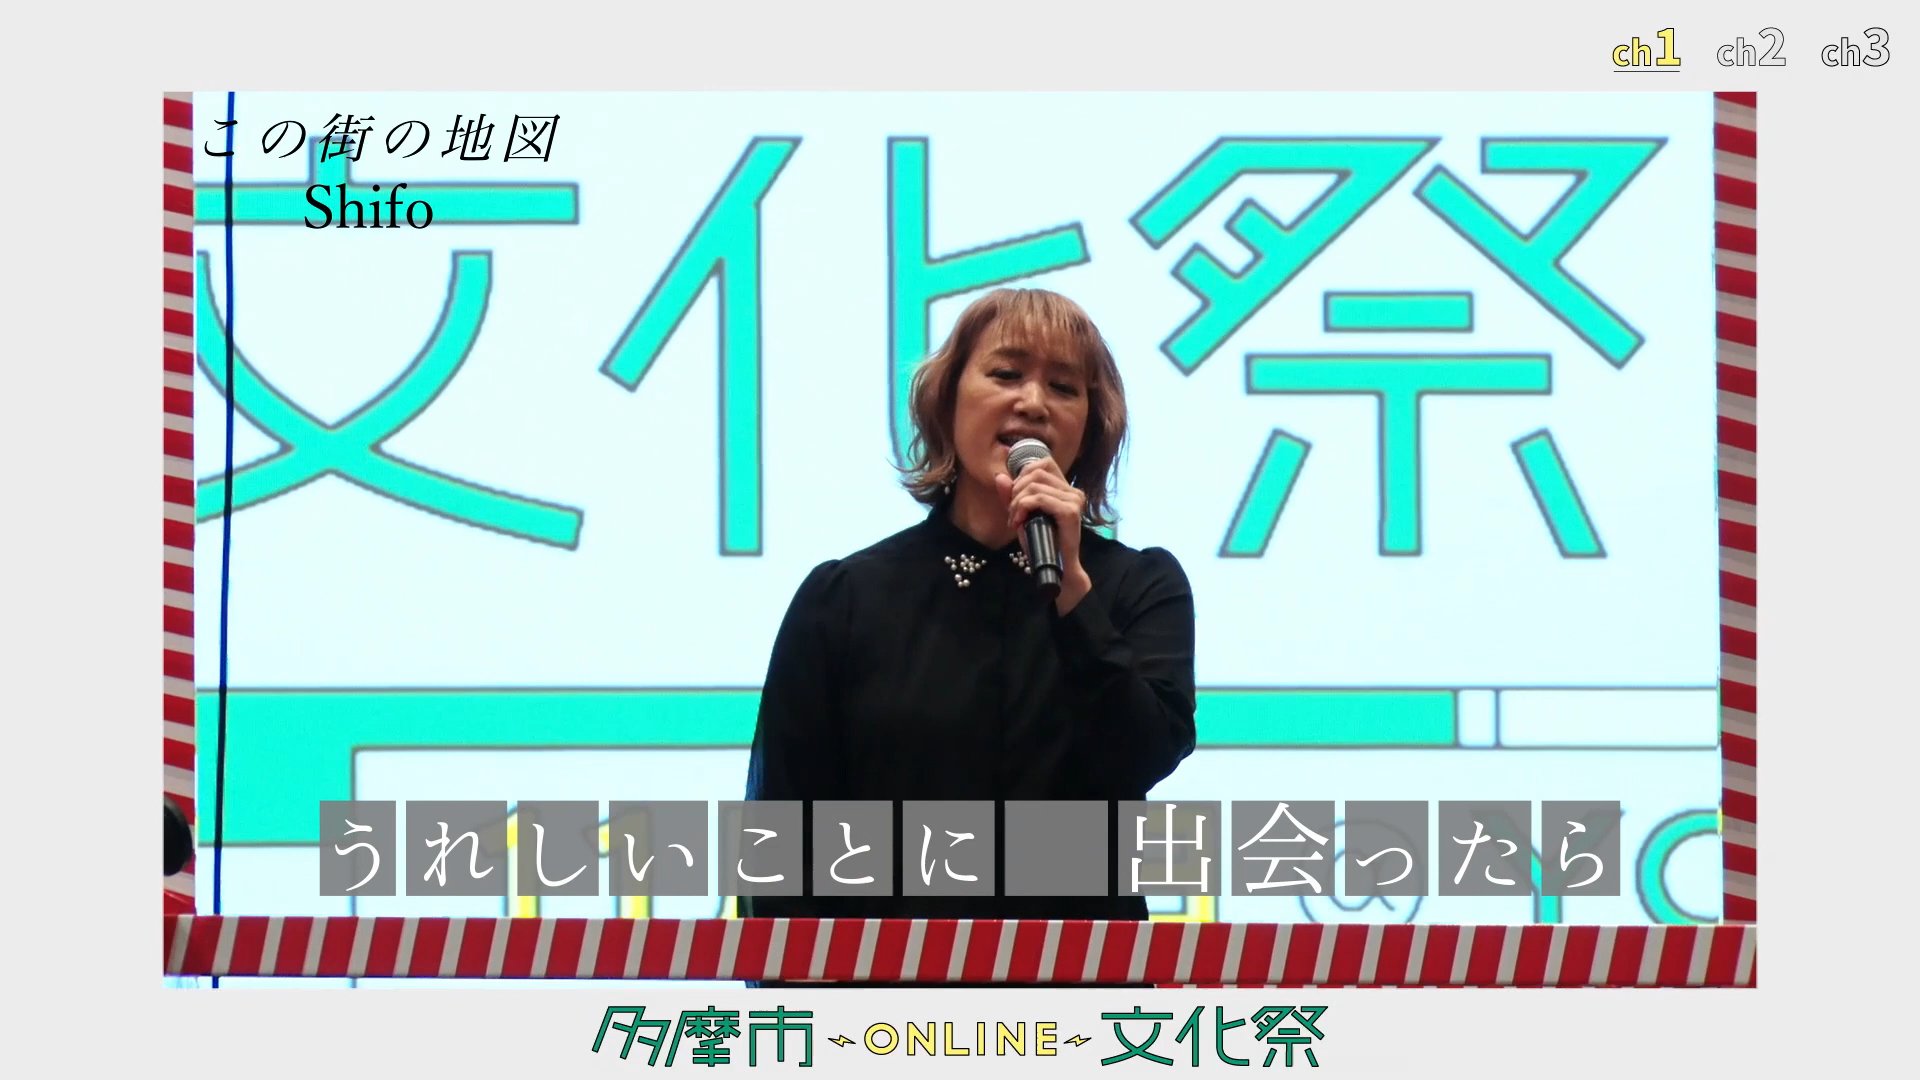 ch1 ch2 ch3
この街の地図
Shifo
文化祭
うれしいことに 出会ったら
多摩市 ONLINE 文化祭